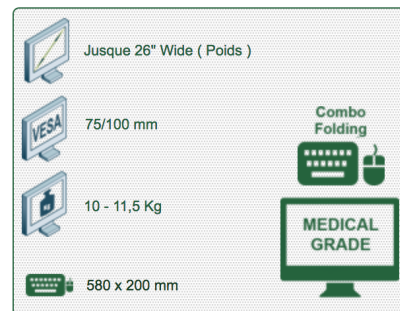 Jusque 26" Wide ( Poids )
VESA
75/100 mm
KG
10 - 11,5 Kg
580 x 200 mm
Combo
Folding
MEDICAL
GRADE